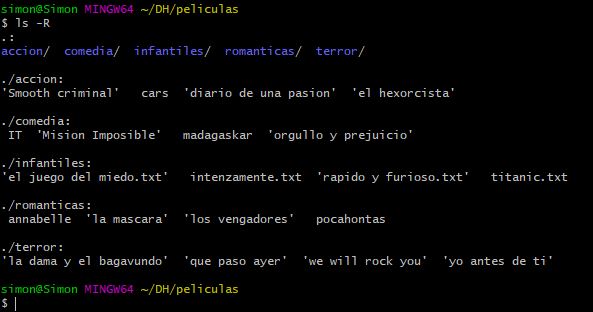 simon@Simon MINGW64 ~/DH/peliculas
$ ls -R
.:
accion/  comedia/  infantiles/  romanticas/  terror/

./accion:
'Smooth criminal'   cars  'diario de una pasion'  'el hexorcista'

./comedia:
 IT  'Mision Imposible'   madagaskar  'orgullo y prejuicio'

./infantiles:
'el juego del miedo.txt'   intenzamente.txt  'rapido y furioso.txt'   titanic.txt

./romanticas:
 annabelle  'la mascara'  'los vengadores'   pocahontas

./terror:
'la dama y el bagavundo'  'que paso ayer'  'we will rock you'  'yo antes de ti'

simon@Simon MINGW64 ~/DH/peliculas
$